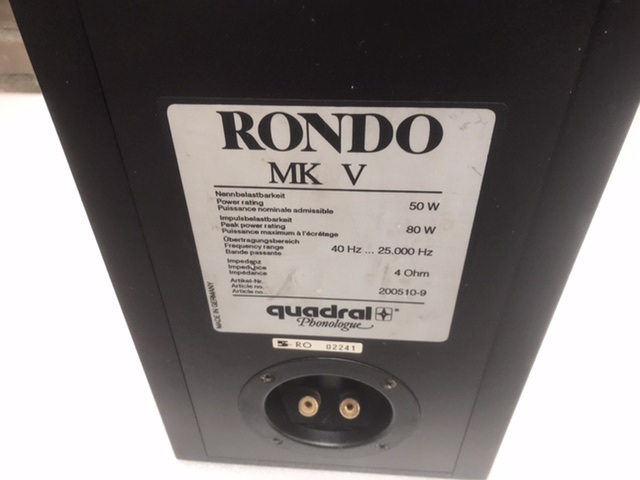 RONDO
MK V
Nennbelastbarkeit
Power rating
Puissance nominale admissible
50 W
Impulsbelastbarkeit
Peak power rating
Puissance maximum à l'écrêtage
80 W
Übertragungsbereich
Frequency range
Bande passante
40 Hz ... 25.000 Hz
Impedanz
Impedance
Impédance
4 Ohm
Artikel-Nr.
Article no.
Article no.
200510-9
MADE IN GERMANY
quadral
Phonologue
S-RO 02241